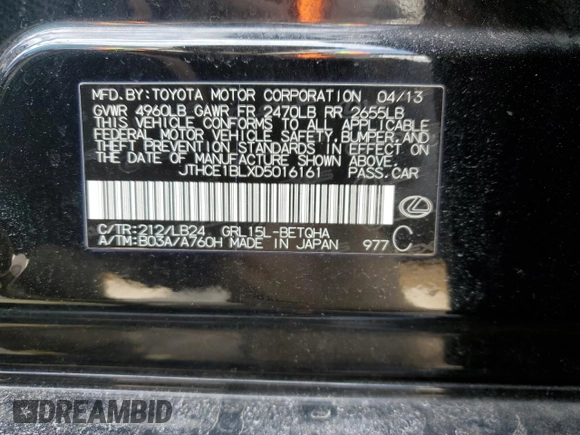 MFD. BY: TOYOTA MOTOR CORPORATION 04/13
GVWR 4960LB GAWR FR 2470LB RR 2655LB
THIS VEHICLE CONFORMS TO ALL APPLICABLE
FEDERAL MOTOR VEHICLE SAFETY, BUMPER, AND
THEFT PREVENTION STANDARDS IN EFFECT ON
THE DATE OF MANUFACTURE SHOWN ABOVE.
JTHCE1BLXD5016161 PASS. CAR
C/TR: 212/LB24 GRL15L-BETQHA
A/TM: B03A/A760H MADE IN JAPAN 977 C
DREAMBID